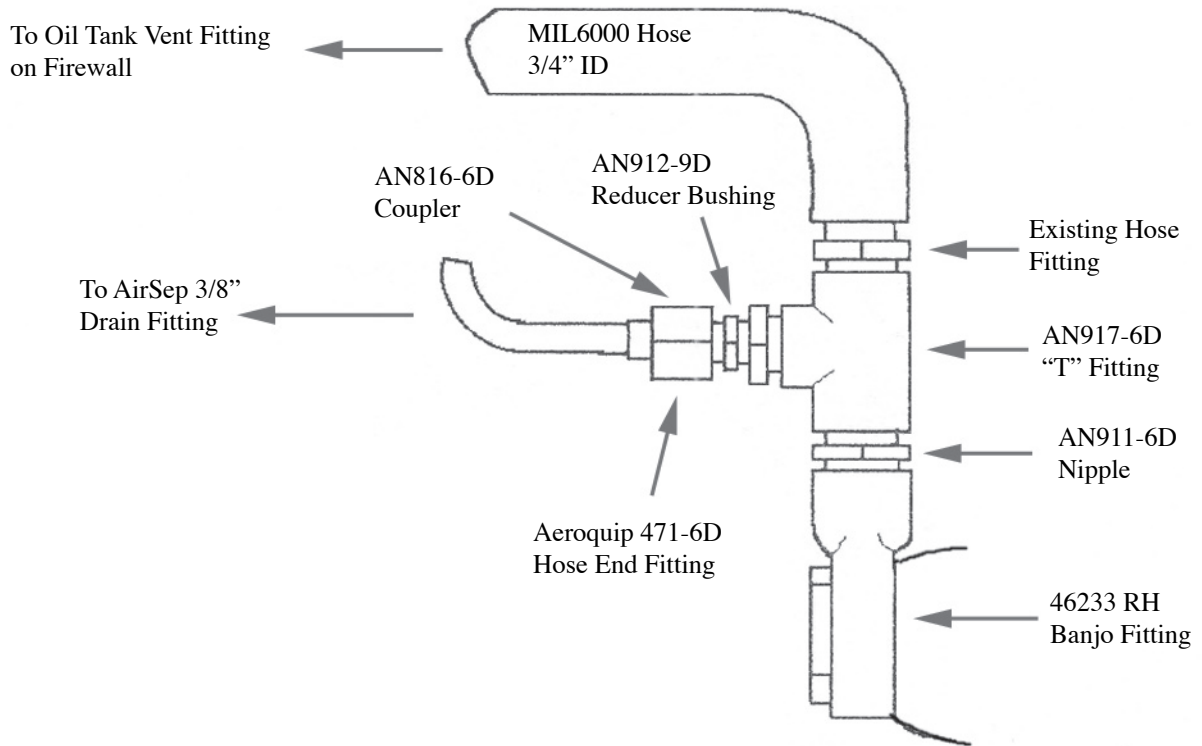 To Oil Tank Vent Fitting
on Firewall
MIL6000 Hose
3/4” ID
AN816-6D
Coupler
AN912-9D
Reducer Bushing
Existing Hose
Fitting
To AirSep 3/8”
Drain Fitting
AN917-6D
“T” Fitting
AN911-6D
Nipple
Aeroquip 471-6D
Hose End Fitting
46233 RH
Banjo Fitting